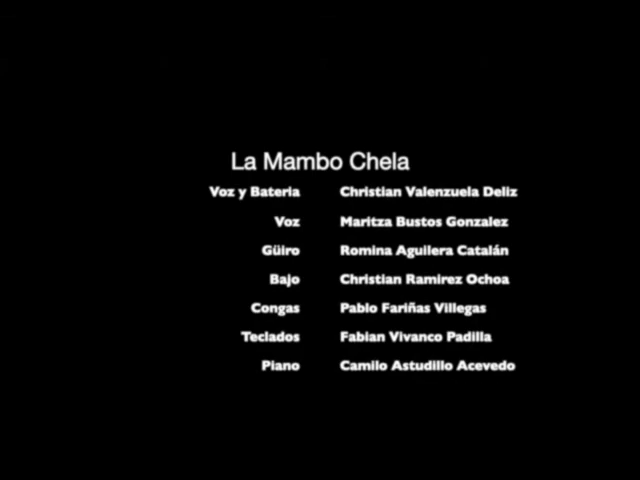 La Mambo Chela
Voz y Bateria Christian Valenzuela Deliz
Voz Maritza Bustos Gonzalez
Güiro Romina Aguilera Catalán
Bajo Christian Ramirez Ochoa
Congas Pablo Fariñas Villegas
Teclados Fabian Vivanco Padilla
Piano Camilo Astudillo Acevedo